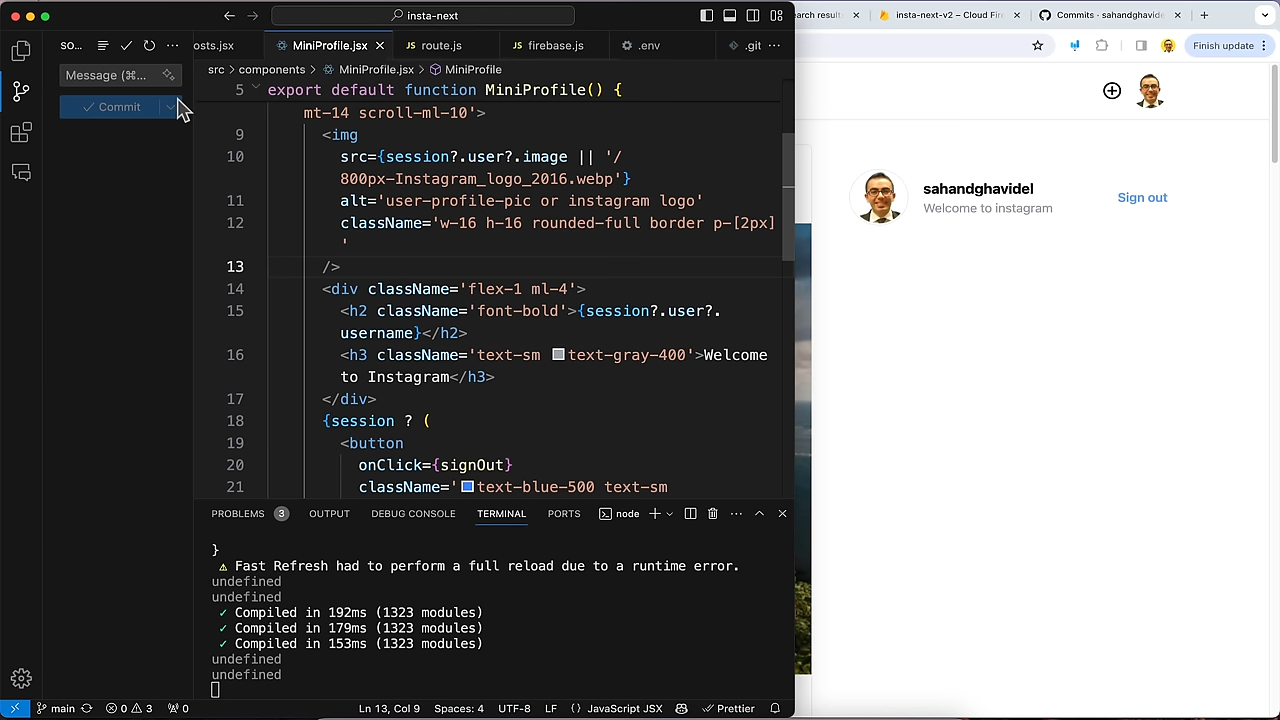 insta-next
earch result
insta-next-v2 – Cloud Fire
Commits · sahandghavide
Finish update
SO...
osts.jsx
MiniProfile.jsx
JS route.js
JS firebase.js
.env
.git
src > components > MiniProfile.jsx > MiniProfile
Message (⌘...
Commit
5 export default function MiniProfile() {
mt-14 scroll-ml-10'>
9 <img
10 src={session?.user?.image || '/
800px-Instagram_logo_2016.webp'}
11 alt='user-profile-pic or instagram logo'
12 className='w-16 h-16 rounded-full border p-[2px]
'
13 />
14 <div className='flex-1 ml-4'>
15 <h2 className='font-bold'>{session?.user?.
username}</h2>
16 <h3 className='text-sm text-gray-400'>Welcome
to Instagram</h3>
17 </div>
18 {session ? (
19 <button
20 onClick={signOut}
21 className='text-blue-500 text-sm
PROBLEMS 3 OUTPUT DEBUG CONSOLE TERMINAL PORTS node
}
⚠ Fast Refresh had to perform a full reload due to a runtime error.
undefined
undefined
✓ Compiled in 192ms (1323 modules)
✓ Compiled in 179ms (1323 modules)
✓ Compiled in 153ms (1323 modules)
undefined
undefined
main 0 3 0 Ln 13, Col 9 Spaces: 4 UTF-8 LF {} JavaScript JSX Prettier
sahandghavidel
Welcome to instagram
Sign out